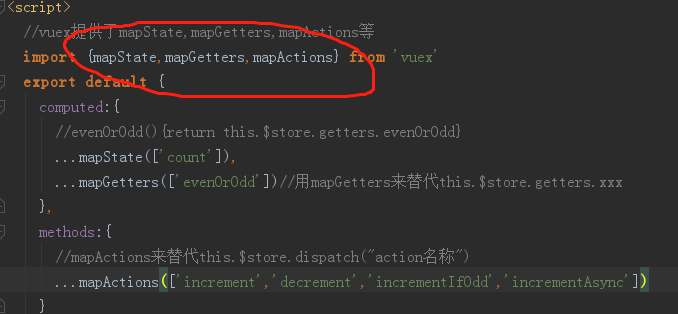 <script>
//vuex提供了mapState,mapGetters,mapActions等
import {mapState,mapGetters,mapActions} from 'vuex'
export default {
computed:{
//evenOrOdd(){return this.$store.getters.evenOrOdd}
...mapState(['count']),
...mapGetters(['evenOrOdd'])//用mapGetters来替代this.$store.getters.xxx
},
methods:{
//mapActions来替代this.$store.dispatch("action名称")
...mapActions(['increment','decrement','incrementIfOdd','incrementAsync'])
}